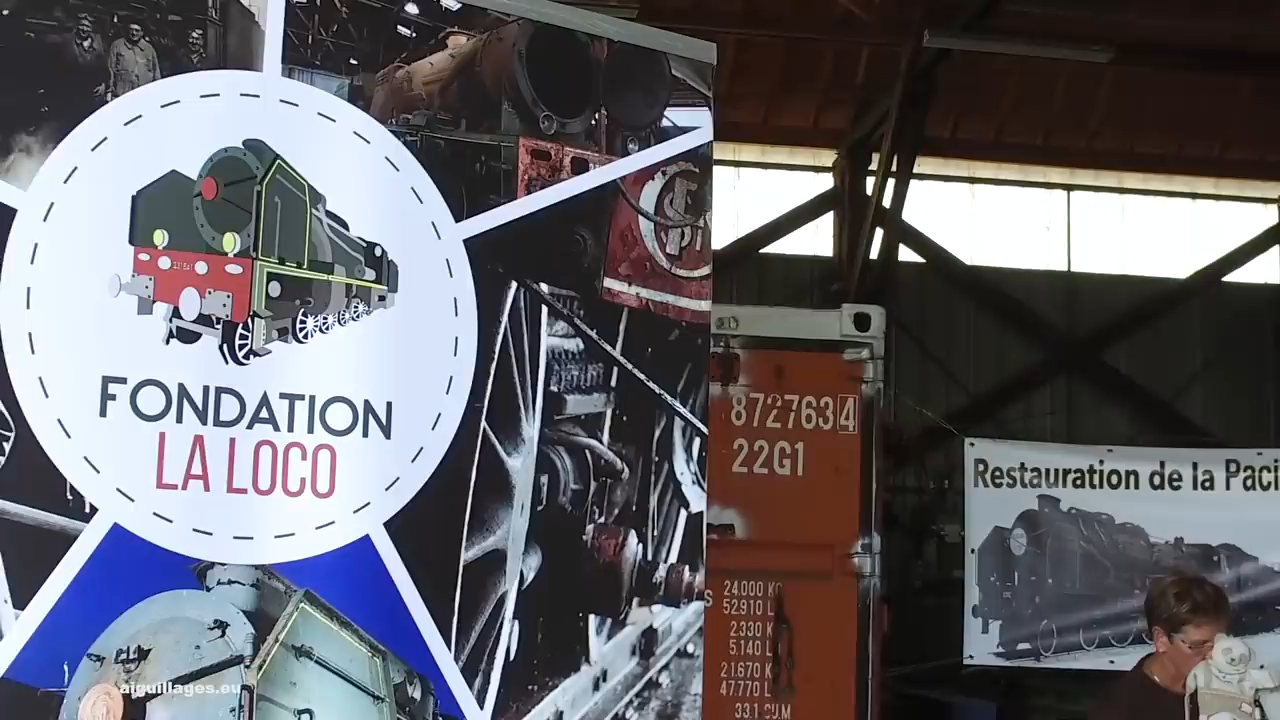 FONDATION
LA LOCO
872763 4
22G1
24.000 KG
52.910 L
2.330 K
5.140 L
21.670 K
47.770 L
33.1 CU.M
Restauration de la Paci
aiguillages.eu